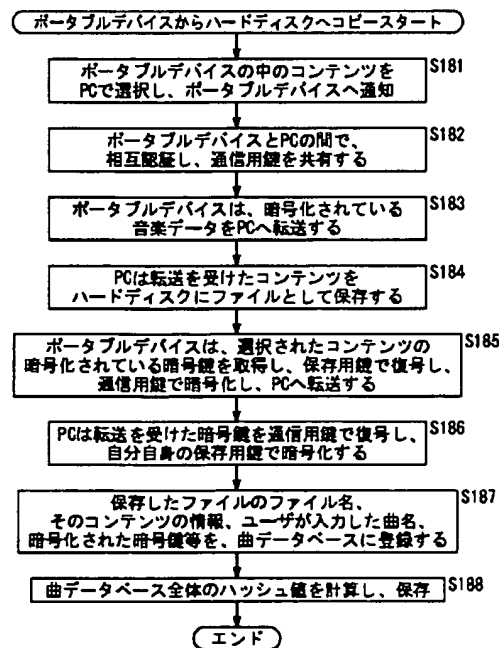 ポータブルデバイスからハードディスクへコピースタート
S181
ポータブルデバイスの中のコンテンツを
PCで選択し、ポータブルデバイスへ通知
S182
ポータブルデバイスとPCの間で、
相互認証し、通信用鍵を共有する
S183
ポータブルデバイスは、暗号化されている
音楽データをPCへ転送する
S184
PCは転送を受けたコンテンツを
ハードディスクにファイルとして保存する
S185
ポータブルデバイスは、選択されたコンテンツの
暗号化されている暗号鍵を取得し、保存用鍵で復号し、
通信用鍵で暗号化し、PCへ転送する
S186
PCは転送を受けた暗号鍵を通信用鍵で復号し、
自分自身の保存用鍵で暗号化する
S187
保存したファイルのファイル名、
そのコンテンツの情報、ユーザが入力した曲名、
暗号化された暗号鍵等を、曲データベースに登録する
S188
曲データベース全体のハッシュ値を計算し、保存
エンド